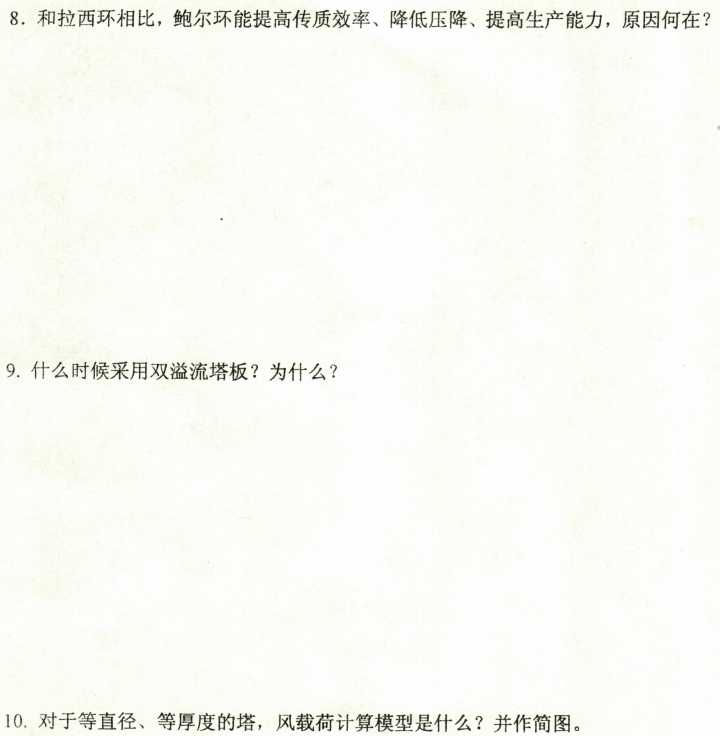 8. 和拉西环相比，鲍尔环能提高传质效率、降低压降、提高生产能力，原因何在？
9. 什么时候采用双溢流塔板？为什么？
10. 对于等直径、等厚度的塔，风载荷计算模型是什么？并作简图。